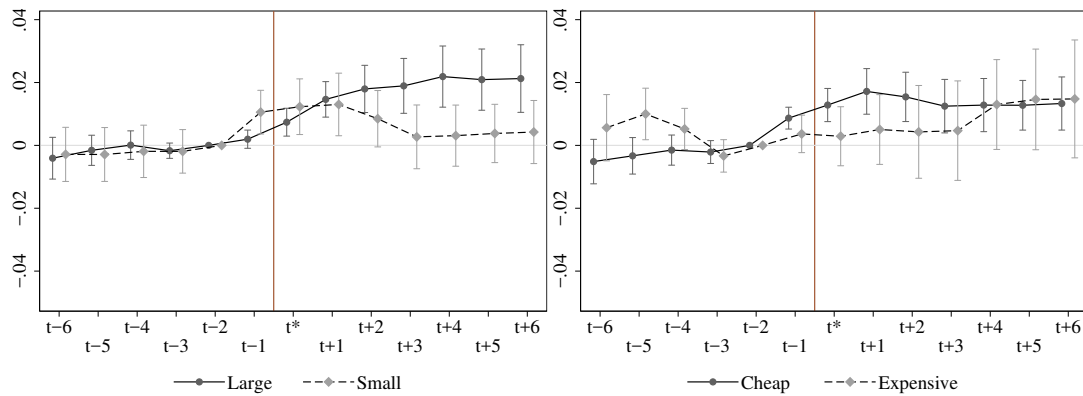 .04
.02
0
-.02
-.04
t−6
t−5
t−4
t−3
t−2
t−1
t*
t+1
t+2
t+3
t+4
t+5
t+6
Large
Small
.04
.02
0
-.02
-.04
t−6
t−5
t−4
t−3
t−2
t−1
t*
t+1
t+2
t+3
t+4
t+5
t+6
Cheap
Expensive